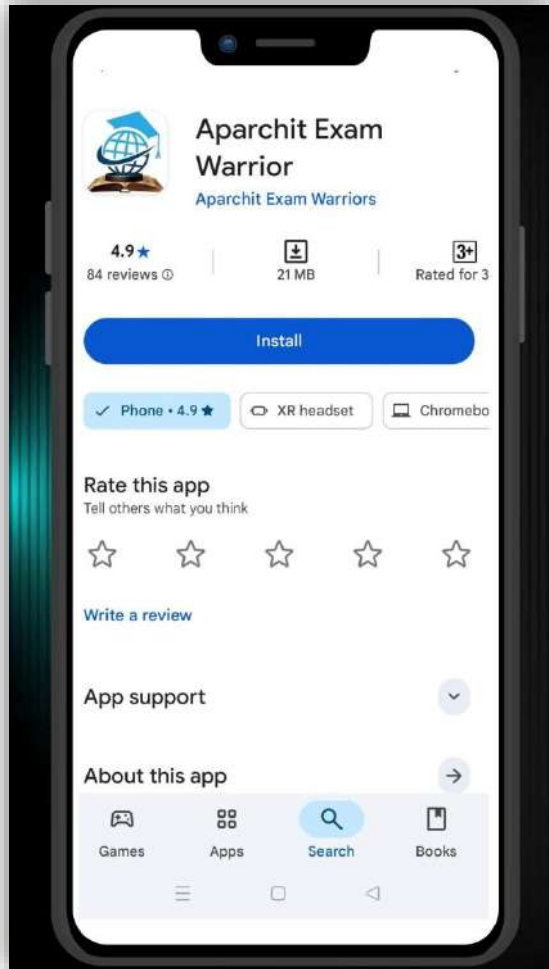 Aparchit Exam
Warrior
Aparchit Exam Warriors
4.9★
84 reviews
21 MB
3+
Rated for 3
Install
Phone • 4.9 ★
XR headset
Chromebo
Rate this app
Tell others what you think
Write a review
App support
About this app
Games
Apps
Search
Books